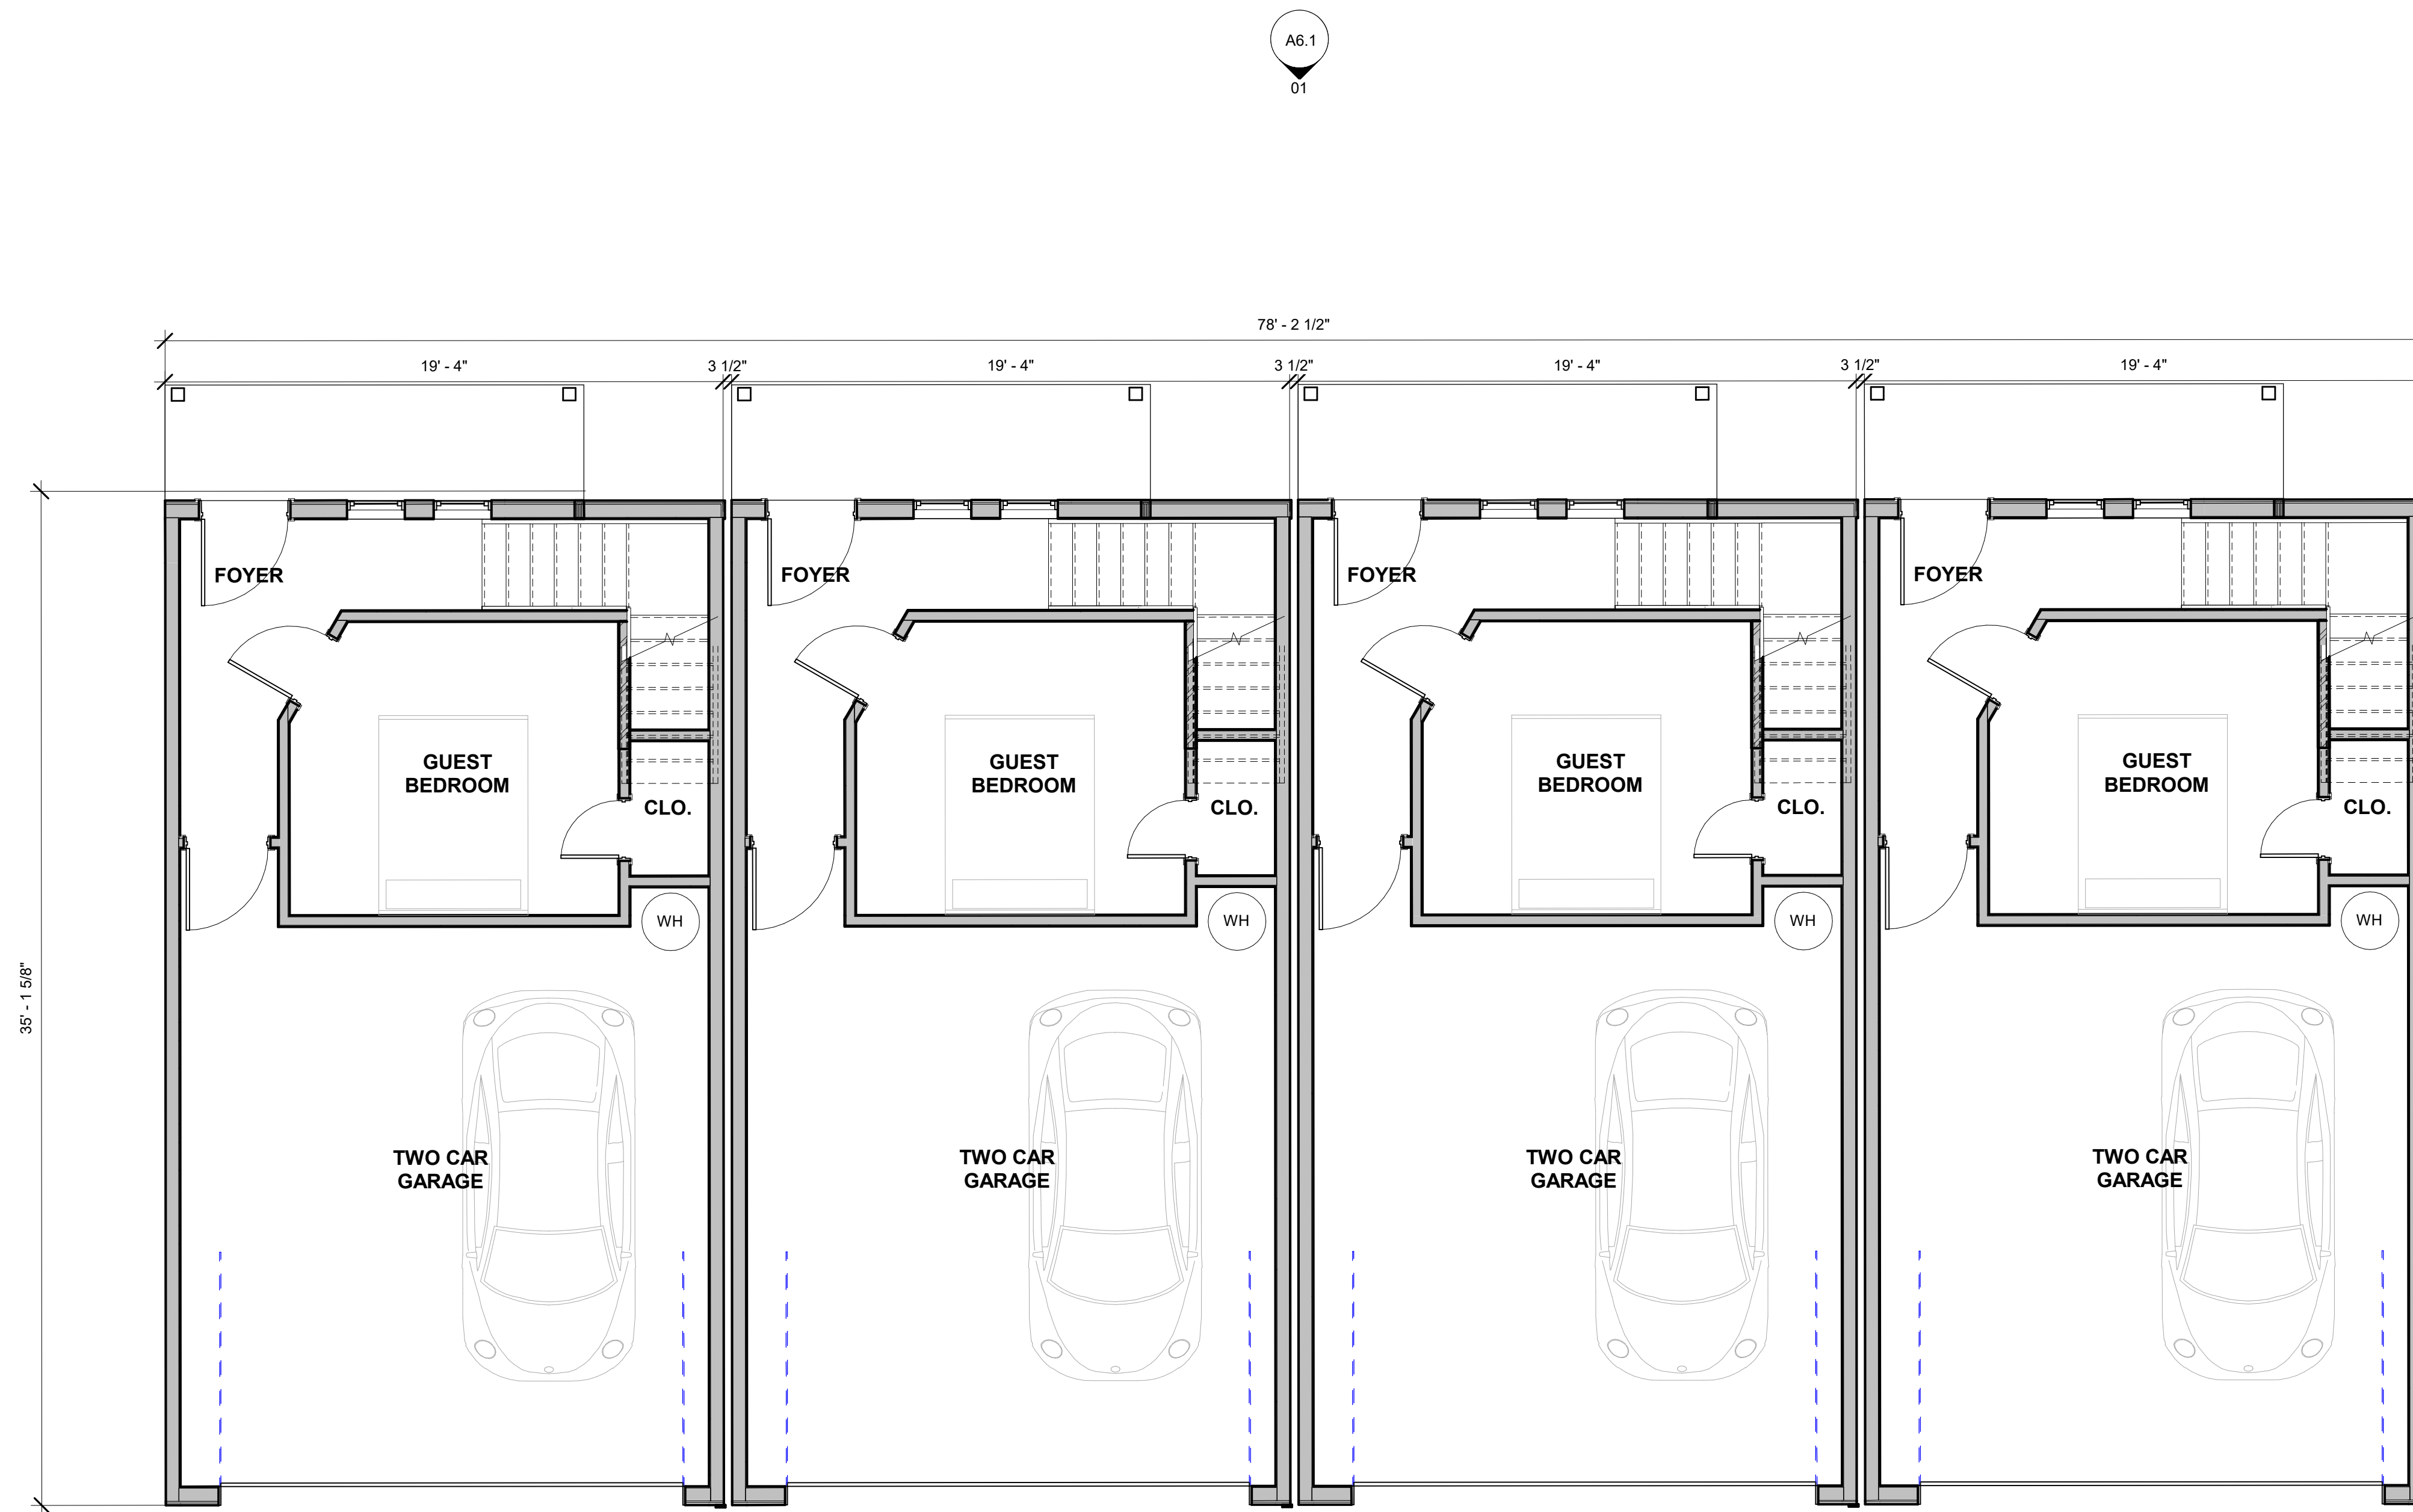 A6.1
01
78' - 2 1/2"
19' - 4"
3 1/2"
19' - 4"
3 1/2"
19' - 4"
3 1/2"
19' - 4"
FOYER
FOYER
FOYER
FOYER
GUEST
BEDROOM
GUEST
BEDROOM
GUEST
BEDROOM
GUEST
BEDROOM
CLO.
CLO.
CLO.
CLO.
WH
WH
WH
WH
35' - 1 5/8"
TWO CAR
GARAGE
TWO CAR
GARAGE
TWO CAR
GARAGE
TWO CAR
GARAGE